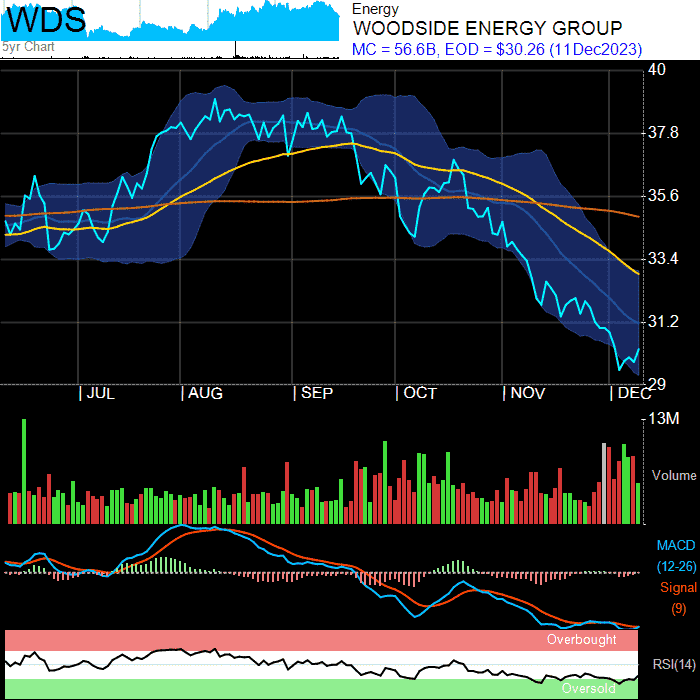 WDS
5yr Chart
Energy
WOODSIDE ENERGY GROUP
MC = 56.6B, EOD = $30.26 (11Dec2023)
40
37.8
35.6
33.4
31.2
29
| JUL | AUG | SEP | OCT | NOV | DEC
13M
Volume
MACD
(12-26)
Signal
(9)
Overbought
RSI(14)
Oversold